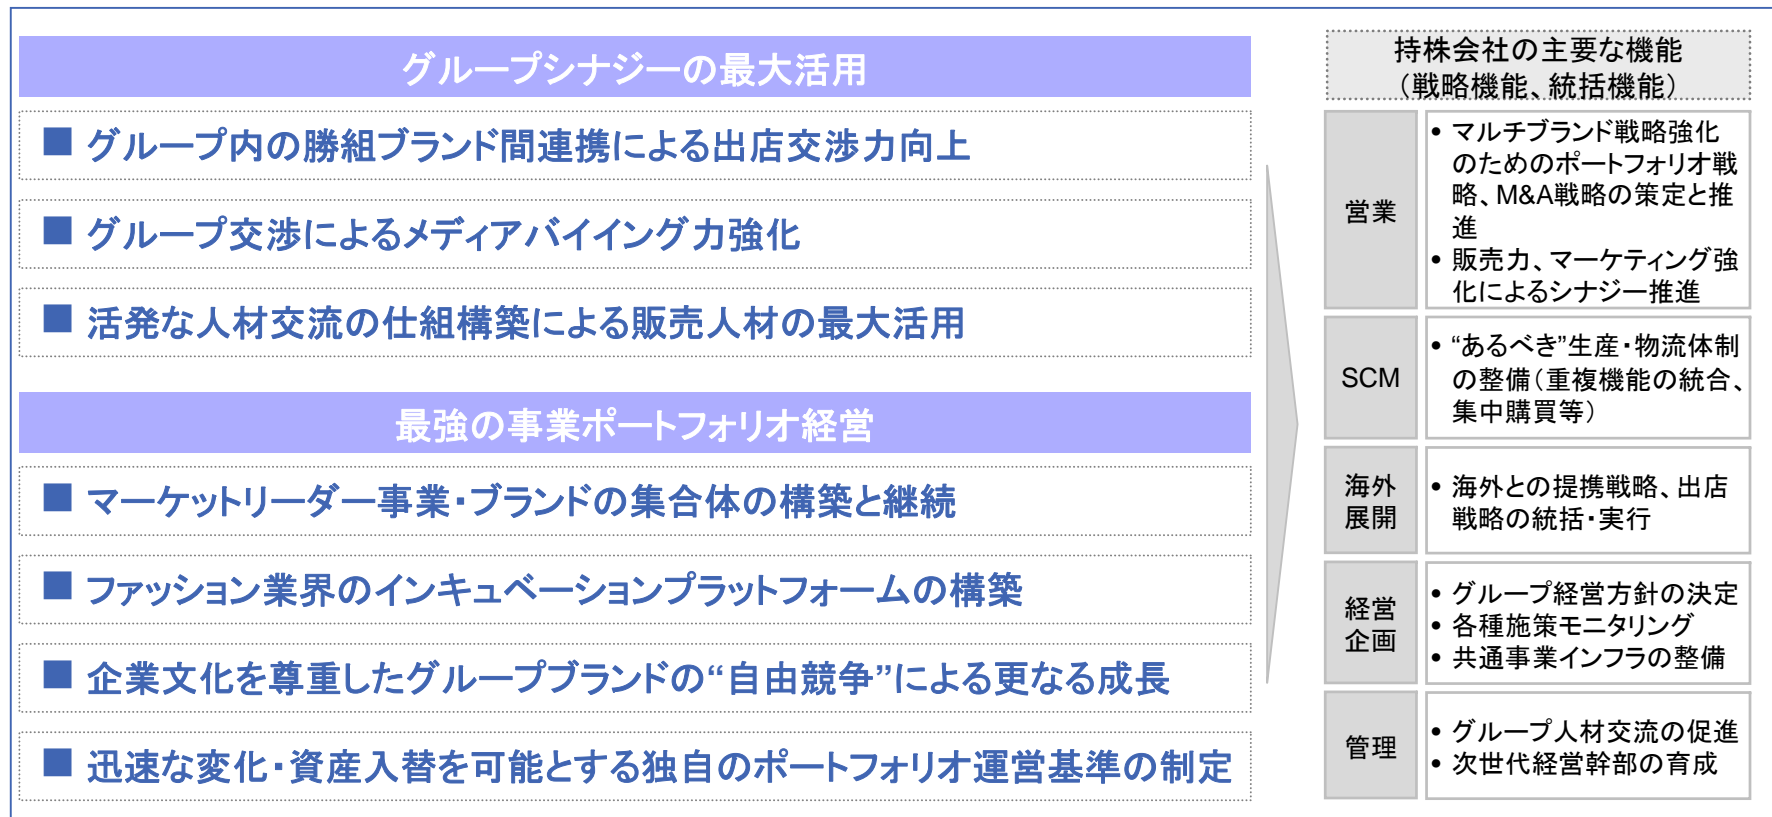 グループシナジーの最大活用
■ グループ内の勝組ブランド間連携による出店交渉力向上
■ グループ交渉によるメディアバイイング力強化
■ 活発な人材交流の仕組構築による販売人材の最大活用
最強の事業ポートフォリオ経営
■ マーケットリーダー事業・ブランドの集合体の構築と継続
■ ファッション業界のインキュベーションプラットフォームの構築
■ 企業文化を尊重したグループブランドの“自由競争”による更なる成長
■ 迅速な変化・資産入替を可能とする独自のポートフォリオ運営基準の制定
持株会社の主要な機能
（戦略機能、統括機能）
営業
• マルチブランド戦略強化
のためのポートフォリオ戦
略、M&A戦略の策定と推
進
• 販売力、マーケティング強
化によるシナジー推進
SCM
• “あるべき”生産・物流体制
の整備（重複機能の統合、
集中購買等）
海外
展開
• 海外との提携戦略、出店
戦略の統括・実行
経営
企画
• グループ経営方針の決定
• 各種施策モニタリング
• 共通事業インフラの整備
管理
• グループ人材交流の促進
• 次世代経営幹部の育成